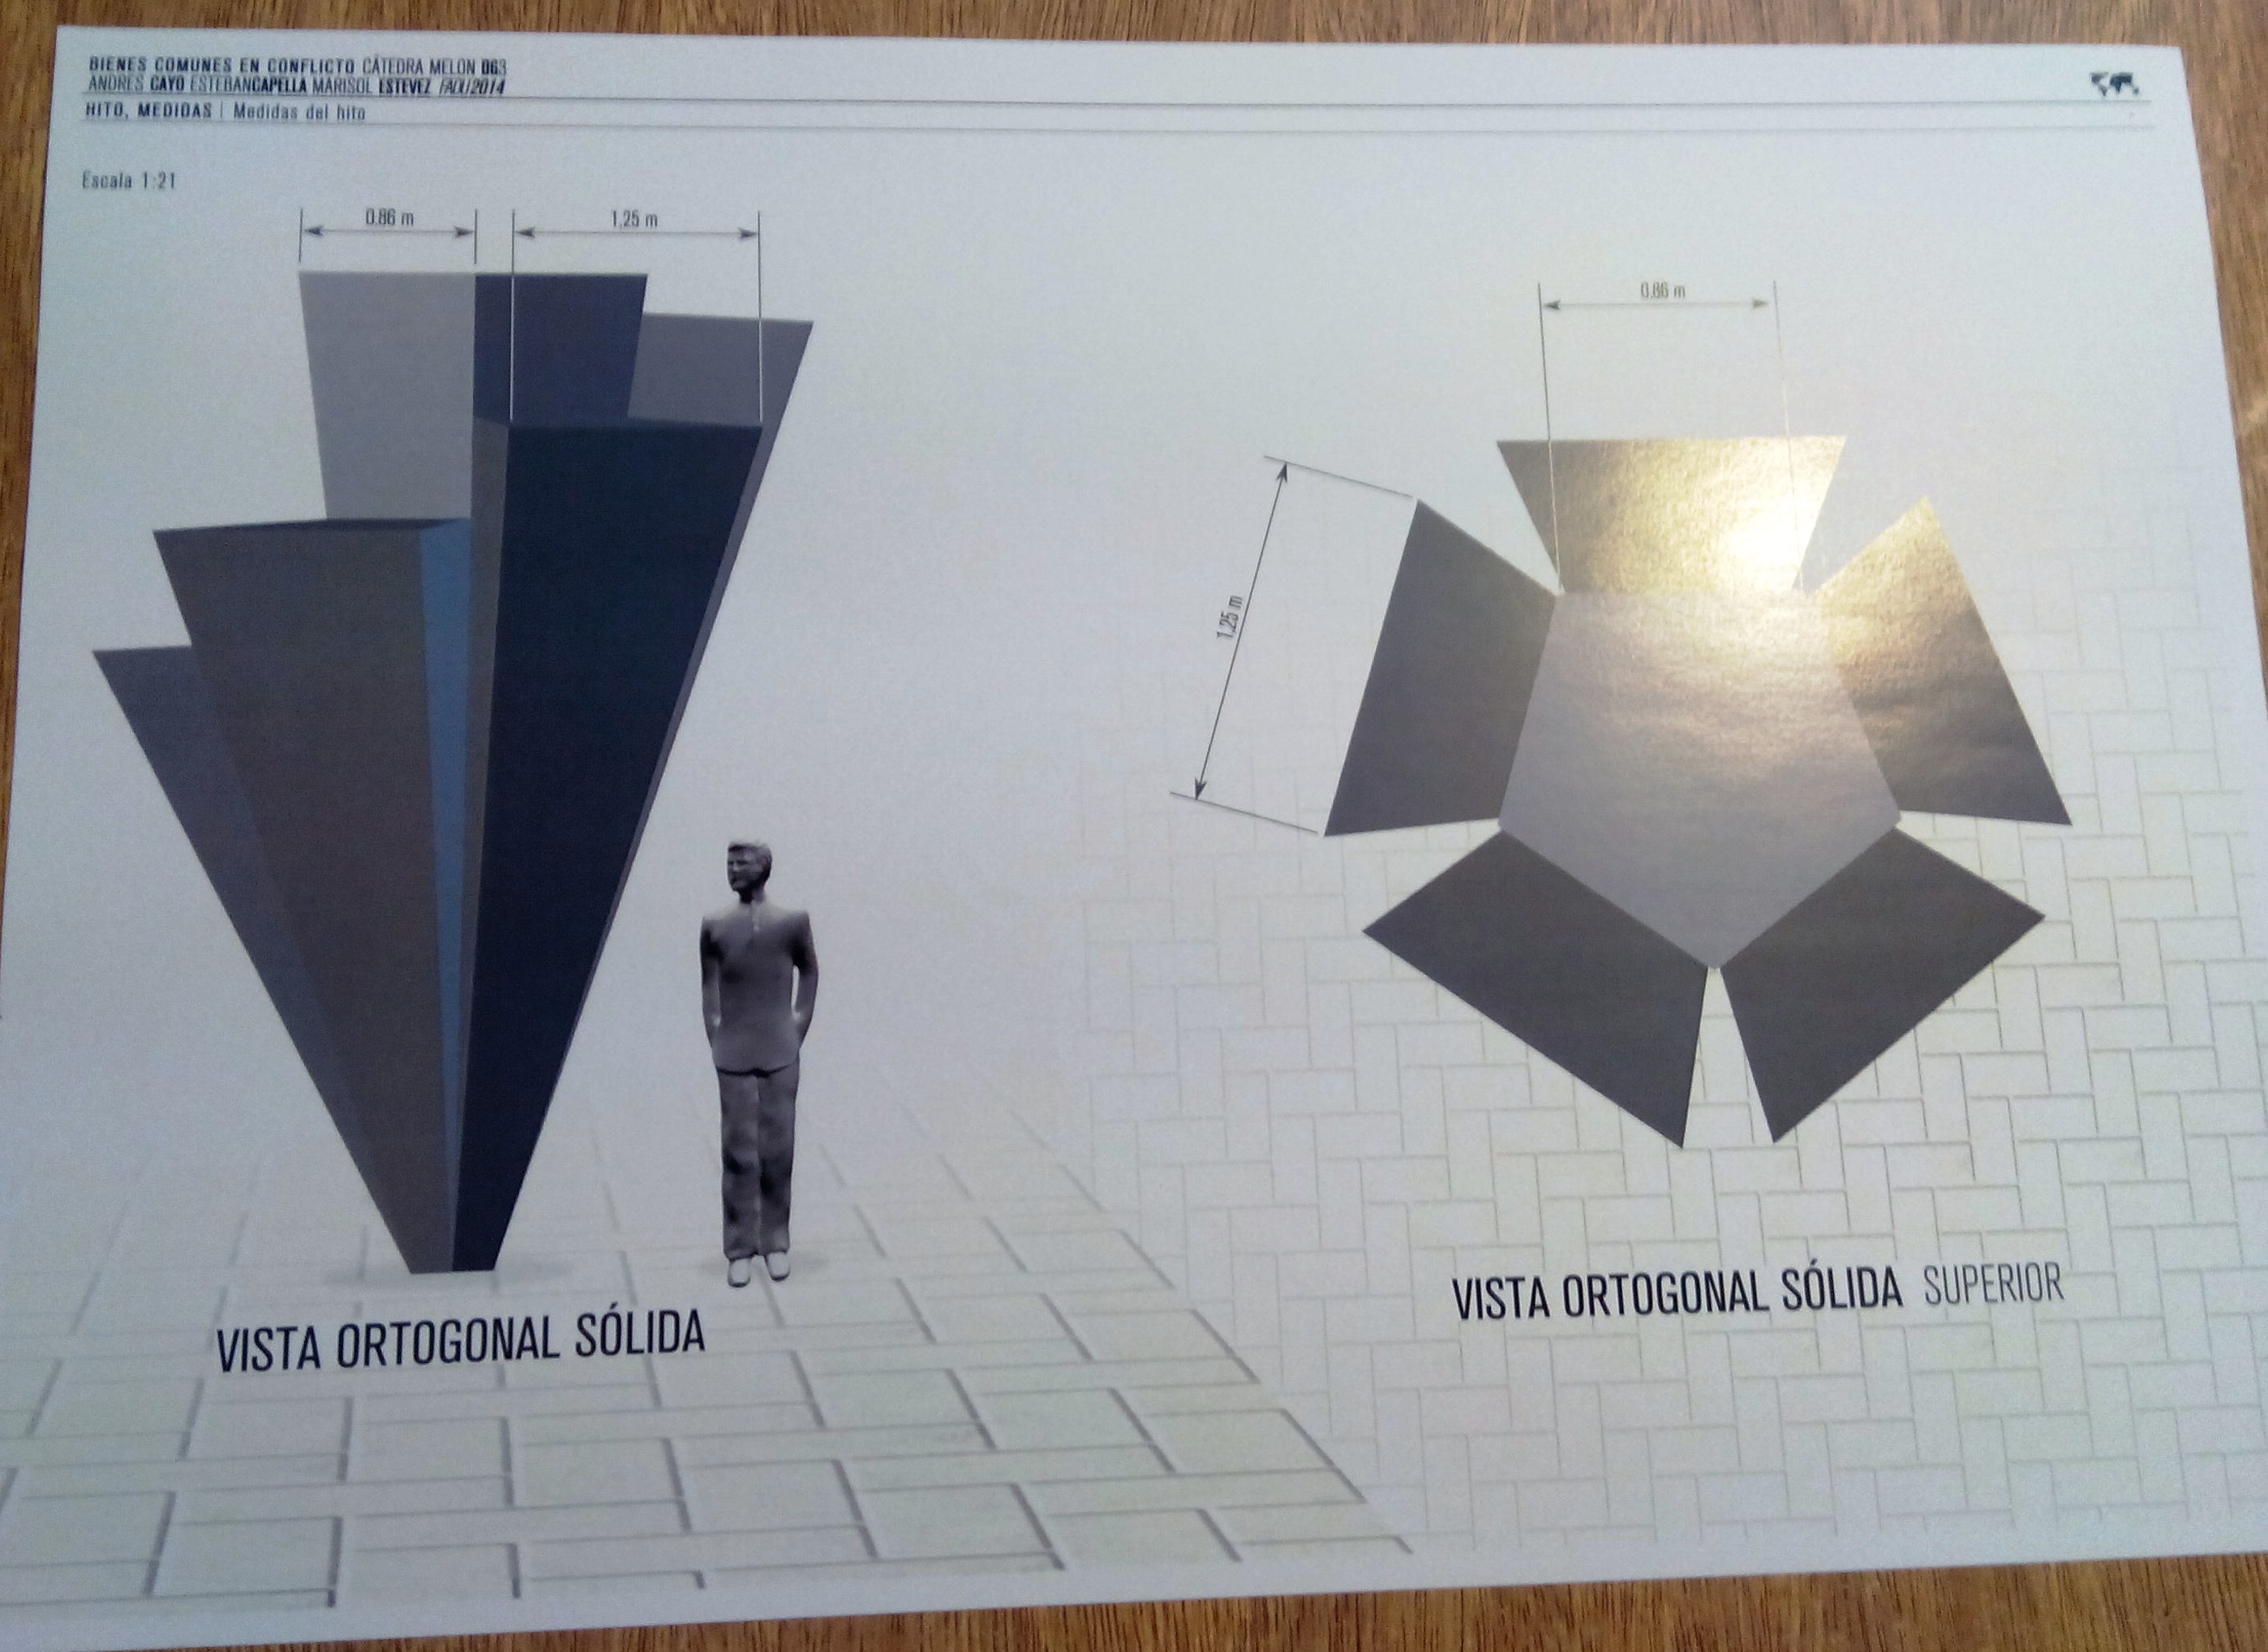 BIENES COMUNES EN CONFLICTO CÁTEDRA MELON DG3
ANDRES CAYO ESTEBANCAPELLA MARISOL ESTEVEZ FADU2014
HITO, MEDIDAS | Medidas del hito
Escala 1:21
0.86 m
1,25 m
0,86 m
1,25 m
VISTA ORTOGONAL SÓLIDA
VISTA ORTOGONAL SÓLIDA SUPERIOR